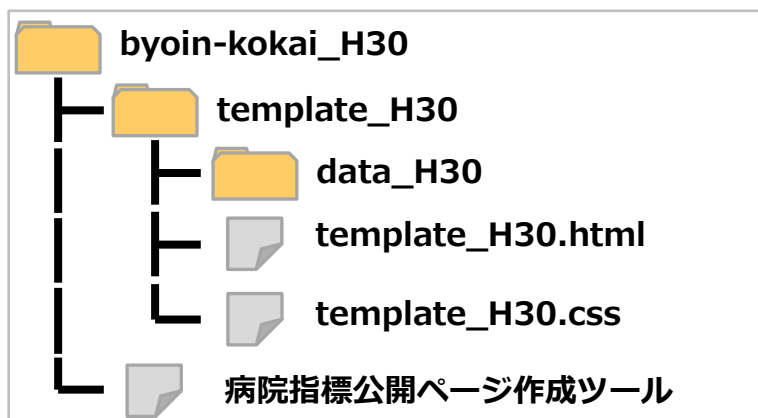 byoin-kokai_H30
template_H30
data_H30
template_H30.html
template_H30.css
病院指標公開ページ作成ツール